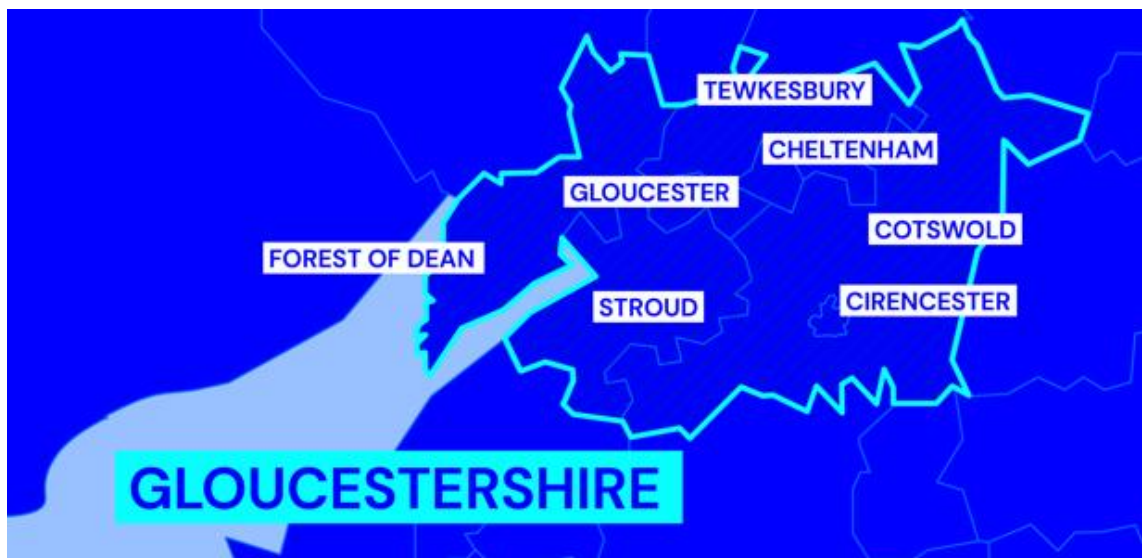 TEWKESBURY
CHELTENHAM
GLOUCESTER
COTSWOLD
FOREST OF DEAN
CIRENCESTER
STROUD
GLOUCESTERSHIRE